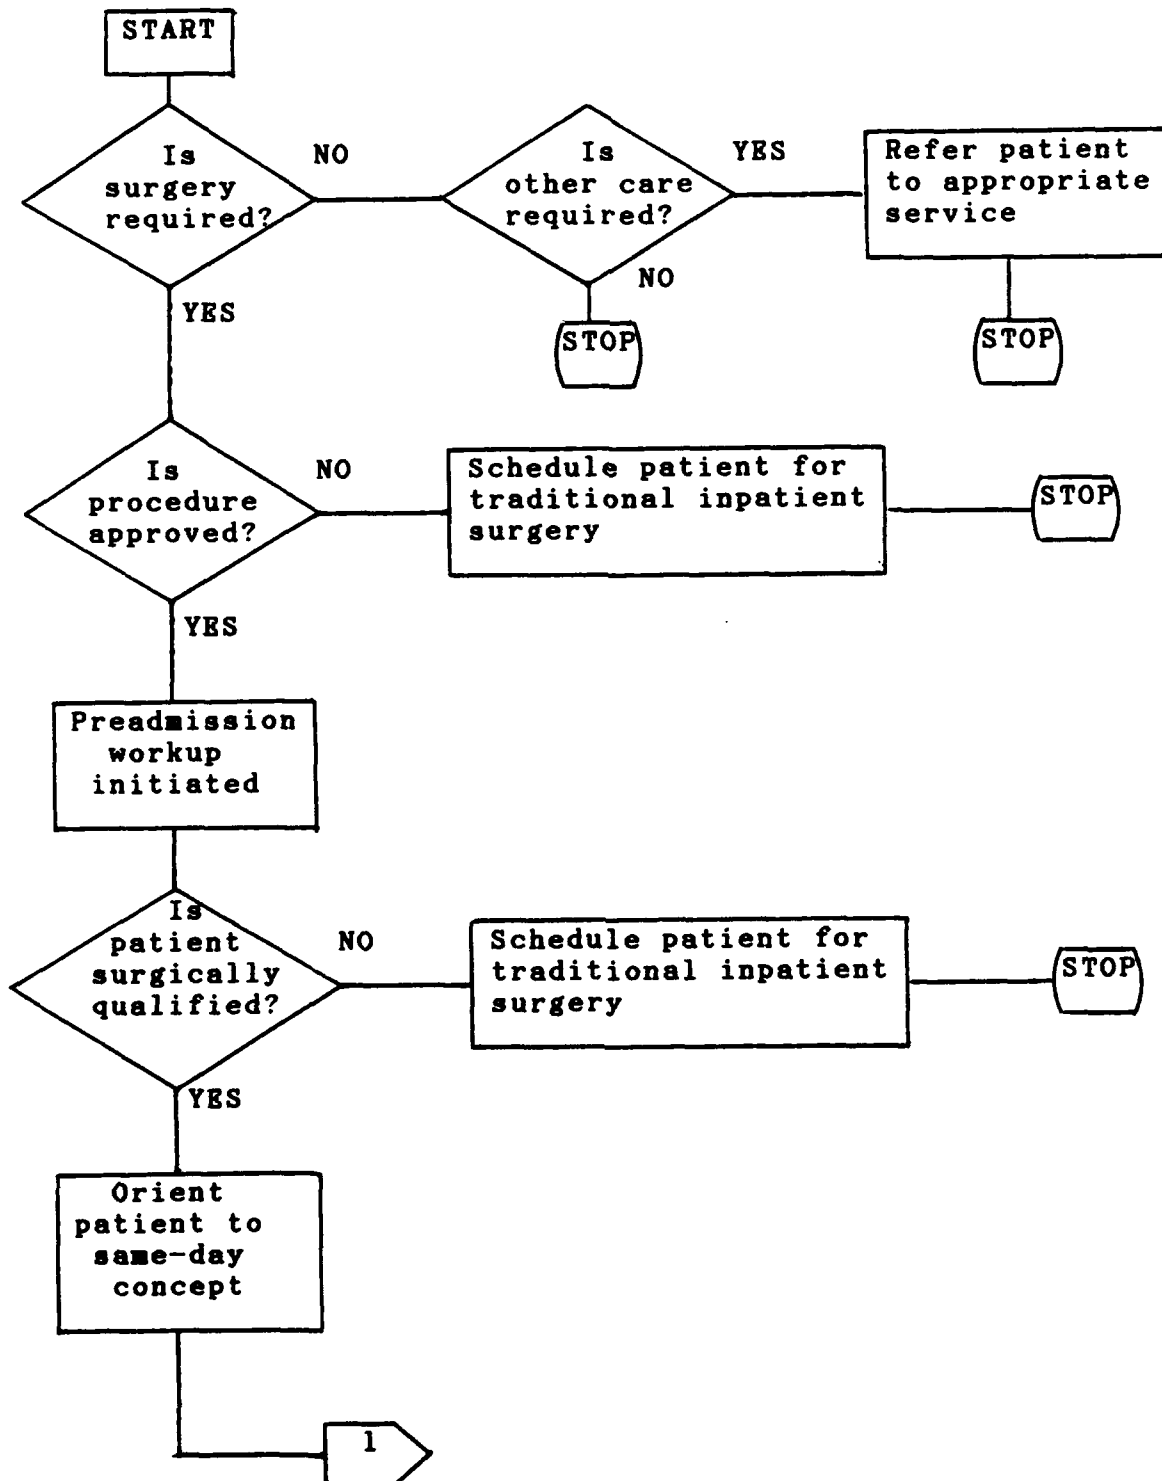 START
Is
surgery
required?
NO
Is
other care
required?
YES
Refer patient
to appropriate
service
NO
STOP
STOP
YES
Is
procedure
approved?
NO
Schedule patient for
traditional inpatient
surgery
STOP
YES
Preadmission
workup
initiated
Is
patient
surgically
qualified?
NO
Schedule patient for
traditional inpatient
surgery
STOP
YES
Orient
patient to
same-day
concept
1